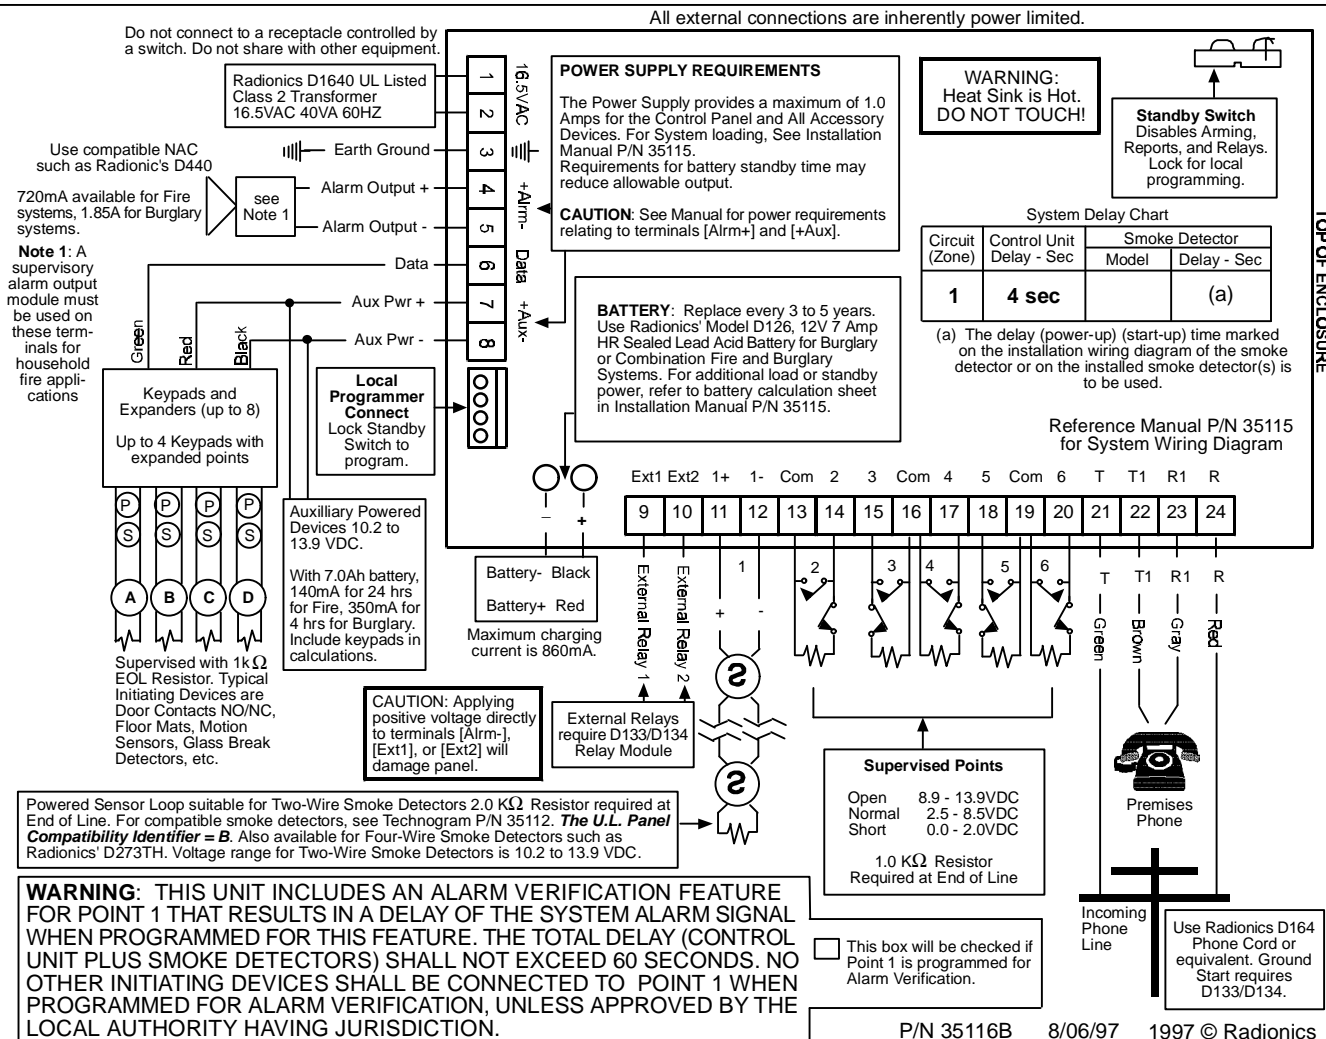 All external connections are inherently power limited.
Do not connect to a receptacle controlled by
a switch. Do not share with other equipment.
Radionics D1640 UL Listed
Class 2 Transformer
16.5VAC 40VA 60HZ
Use compatible NAC
such as Radionic's D440
720mA available for Fire
systems, 1.85A for Burglary
systems.
see
Note 1
Note 1: A
supervisory
alarm output
module must
be used on
these term-
inals for
household
fire appli-
cations
Earth Ground
Alarm Output +
Alarm Output -
Data
Aux Pwr +
Aux Pwr -
1
2
3
4
5
6
7
8
16.5VAC
+Alrm-
Data
+Aux-
POWER SUPPLY REQUIREMENTS
The Power Supply provides a maximum of 1.0
Amps for the Control Panel and All Accessory
Devices. For System loading, See Installation
Manual P/N 35115.
Requirements for battery standby time may
reduce allowable output.
CAUTION: See Manual for power requirements
relating to terminals [Alrm+] and [+Aux].
WARNING:
Heat Sink is Hot.
DO NOT TOUCH!
Standby Switch
Disables Arming,
Reports, and Relays.
Lock for local
programming.
TOP OF ENCLOSURE
System Delay Chart
Circuit
(Zone)
Control Unit
Delay - Sec
Smoke Detector
Model
Delay - Sec
1
4 sec
(a)
(a) The delay (power-up) (start-up) time marked
on the installation wiring diagram of the smoke
detector or on the installed smoke detector(s) is
to be used.
Reference Manual P/N 35115
for System Wiring Diagram
BATTERY: Replace every 3 to 5 years.
Use Radionics' Model D126, 12V 7 Amp
HR Sealed Lead Acid Battery for Burglary
or Combination Fire and Burglary
Systems. For additional load or standby
power, refer to battery calculation sheet
in Installation Manual P/N 35115.
Green
Red
Black
Keypads and
Expanders (up to 8)
Up to 4 Keypads with
expanded points
Local
Programmer
Connect
Lock Standby
Switch to
program.
P P P P
S S S S
A B C D
Supervised with 1kΩ
EOL Resistor. Typical
Initiating Devices are
Door Contacts NO/NC,
Floor Mats, Motion
Sensors, Glass Break
Detectors, etc.
Auxilliary Powered
Devices 10.2 to
13.9 VDC.
With 7.0Ah battery,
140mA for 24 hrs
for Fire, 350mA for
4 hrs for Burglary.
Include keypads in
calculations.
- +
Battery- Black
Battery+ Red
Maximum charging
current is 860mA.
Ext1 Ext2 1+ 1- Com 2 3 Com 4 5 Com 6 T T1 R1 R
9 10 11 12 13 14 15 16 17 18 19 20 21 22 23 24
External Relay 1
External Relay 2
1
+ -
2 3 4 5 6
T T1 R1 R
Green
Brown
Gray
Red
S
S
CAUTION: Applying
positive voltage directly
to terminals [Alrm-],
[Ext1], or [Ext2] will
damage panel.
External Relays
require D133/D134
Relay Module
Supervised Points
Open 8.9 - 13.9VDC
Normal 2.5 - 8.5VDC
Short 0.0 - 2.0VDC
1.0 KΩ Resistor
Required at End of Line
Premises
Phone
Incoming
Phone
Line
Use Radionics D164
Phone Cord or
equivalent. Ground
Start requires
D133/D134.
Powered Sensor Loop suitable for Two-Wire Smoke Detectors 2.0 KΩ Resistor required at
End of Line. For compatible smoke detectors, see Technogram P/N 35112. The U.L. Panel
Compatibility Identifier = B. Also available for Four-Wire Smoke Detectors such as
Radionics' D273TH. Voltage range for Two-Wire Smoke Detectors is 10.2 to 13.9 VDC.
WARNING: THIS UNIT INCLUDES AN ALARM VERIFICATION FEATURE
FOR POINT 1 THAT RESULTS IN A DELAY OF THE SYSTEM ALARM SIGNAL
WHEN PROGRAMMED FOR THIS FEATURE. THE TOTAL DELAY (CONTROL
UNIT PLUS SMOKE DETECTORS) SHALL NOT EXCEED 60 SECONDS. NO
OTHER INITIATING DEVICES SHALL BE CONNECTED TO POINT 1 WHEN
PROGRAMMED FOR ALARM VERIFICATION, UNLESS APPROVED BY THE
LOCAL AUTHORITY HAVING JURISDICTION.
This box will be checked if
Point 1 is programmed for
Alarm Verification.
P/N 35116B 8/06/97 1997 © Radionics